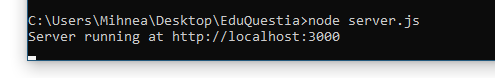 C:\Users\Mihnea\Desktop\EduQuestia>node server.js
Server running at http://localhost:3000